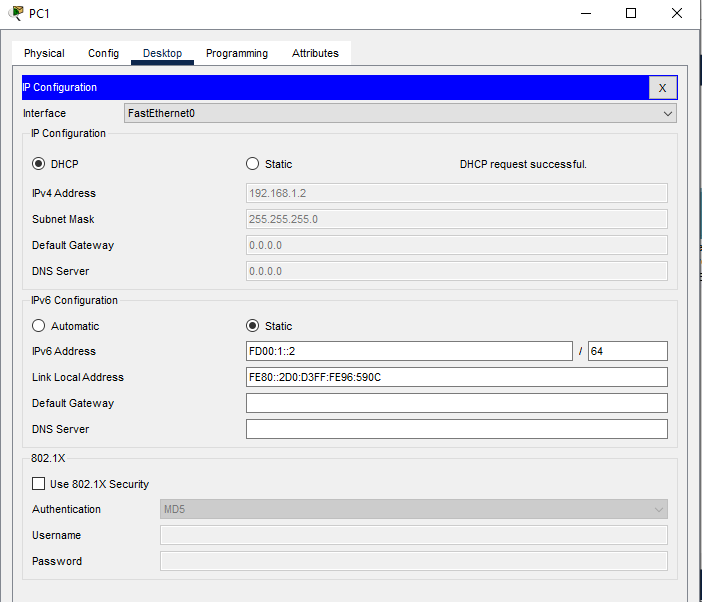 PC1
Physical Config Desktop Programming Attributes
IP Configuration X
Interface FastEthernet0
IP Configuration
DHCP Static DHCP request successful.
IPv4 Address 192.168.1.2
Subnet Mask 255.255.255.0
Default Gateway 0.0.0.0
DNS Server 0.0.0.0
IPv6 Configuration
Automatic Static
IPv6 Address FD00:1::2 / 64
Link Local Address FE80::2D0:D3FF:FE96:590C
Default Gateway
DNS Server
802.1X
Use 802.1X Security
Authentication MD5
Username
Password